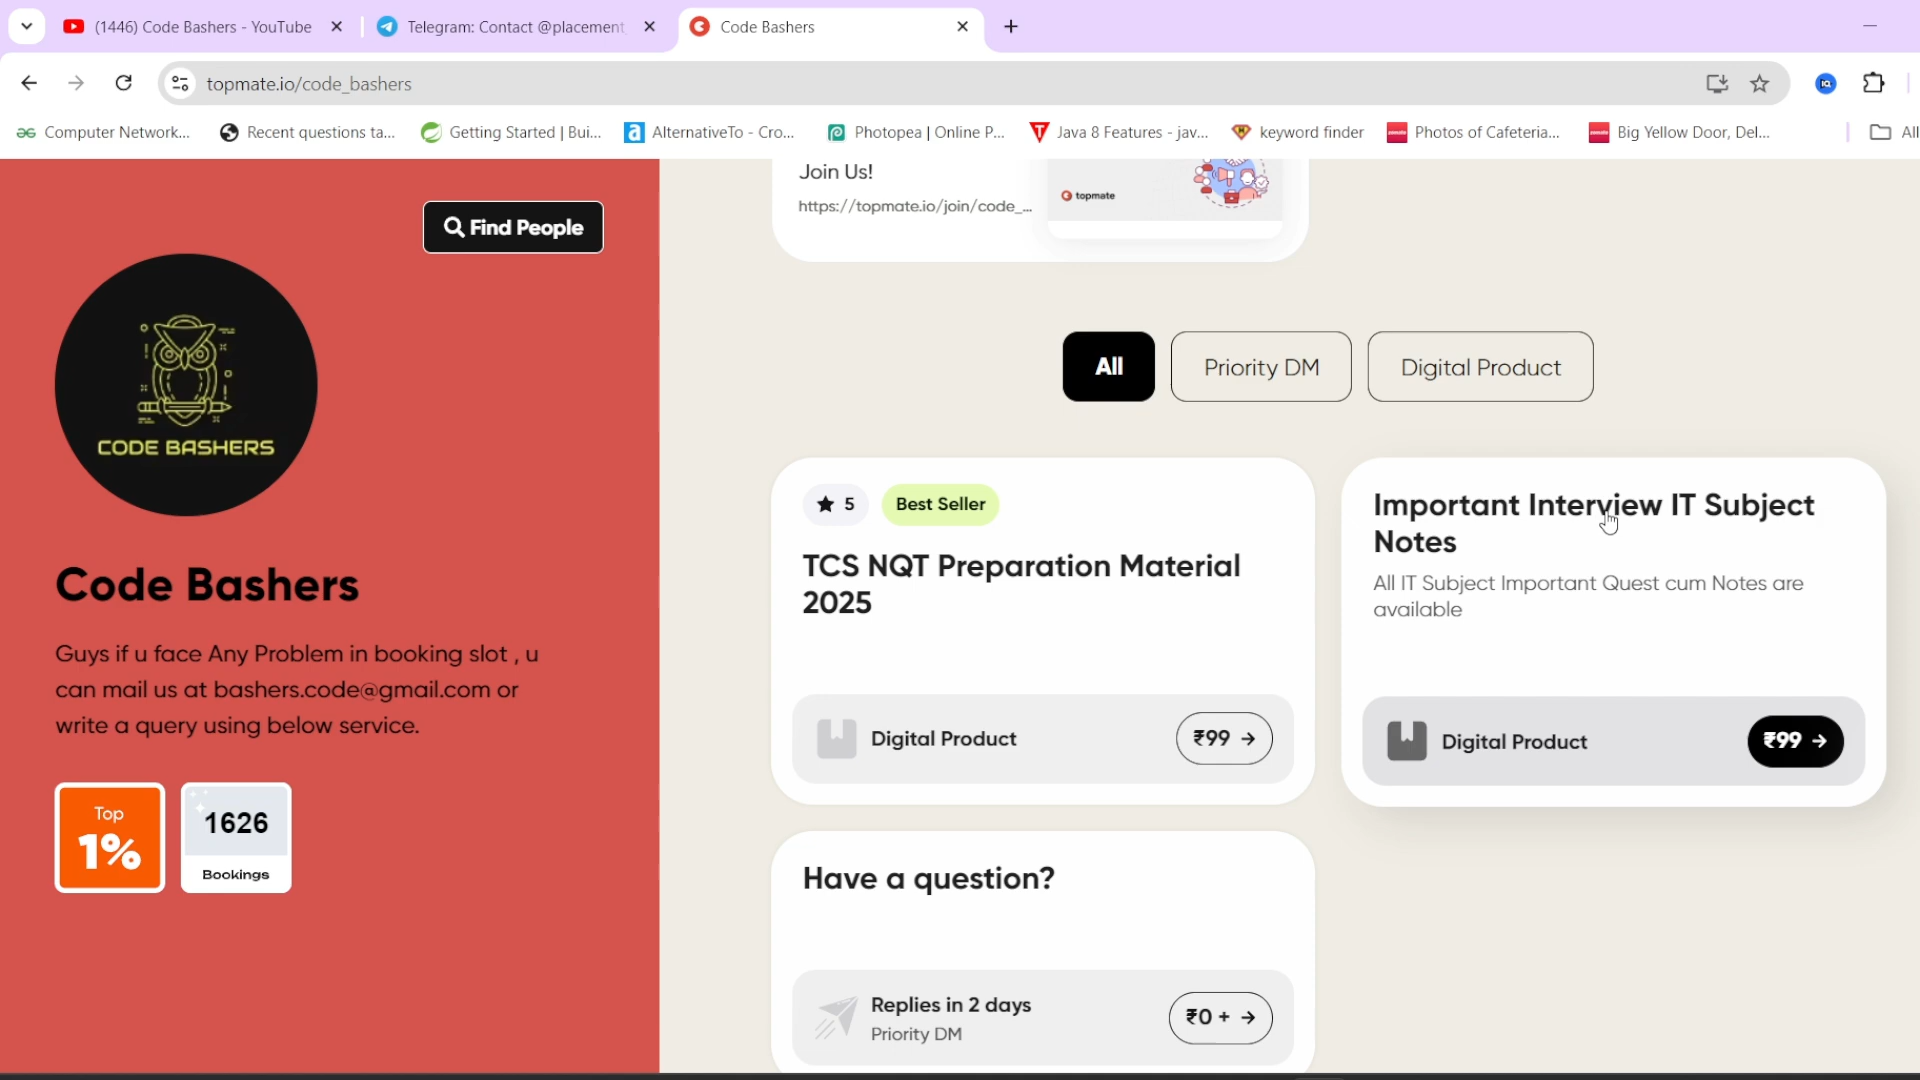 (1446) Code Bashers - YouTube
Telegram: Contact @placement
Code Bashers
topmate.io/code_bashers
Computer Network...
Recent questions ta...
Getting Started | Bui...
AlternativeTo - Cro...
Photopea | Online P...
Java 8 Features - jav...
keyword finder
Photos of Cafeteria...
Big Yellow Door, Del...
All
Find People
CODE BASHERS
Code Bashers
Guys if u face Any Problem in booking slot , u
can mail us at bashers.code@gmail.com or
write a query using below service.
Top
1%
1626
Bookings
Join Us!
https://topmate.io/join/code_...
topmate
All
Priority DM
Digital Product
5
Best Seller
TCS NQT Preparation Material
2025
Digital Product
₹99 →
Important Interview IT Subject
Notes
All IT Subject Important Quest cum Notes are
available
Digital Product
₹99 →
Have a question?
Replies in 2 days
Priority DM
₹0 + →